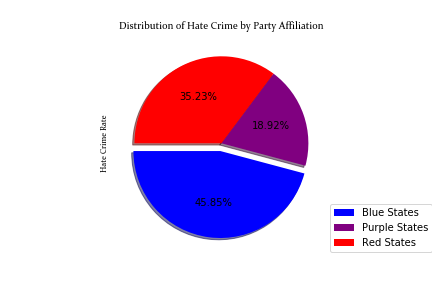 Distribution of Hate Crime by Party Affiliation
35.23%
18.92%
Hate Crime Rate
45.85%
Blue States
Purple States
Red States